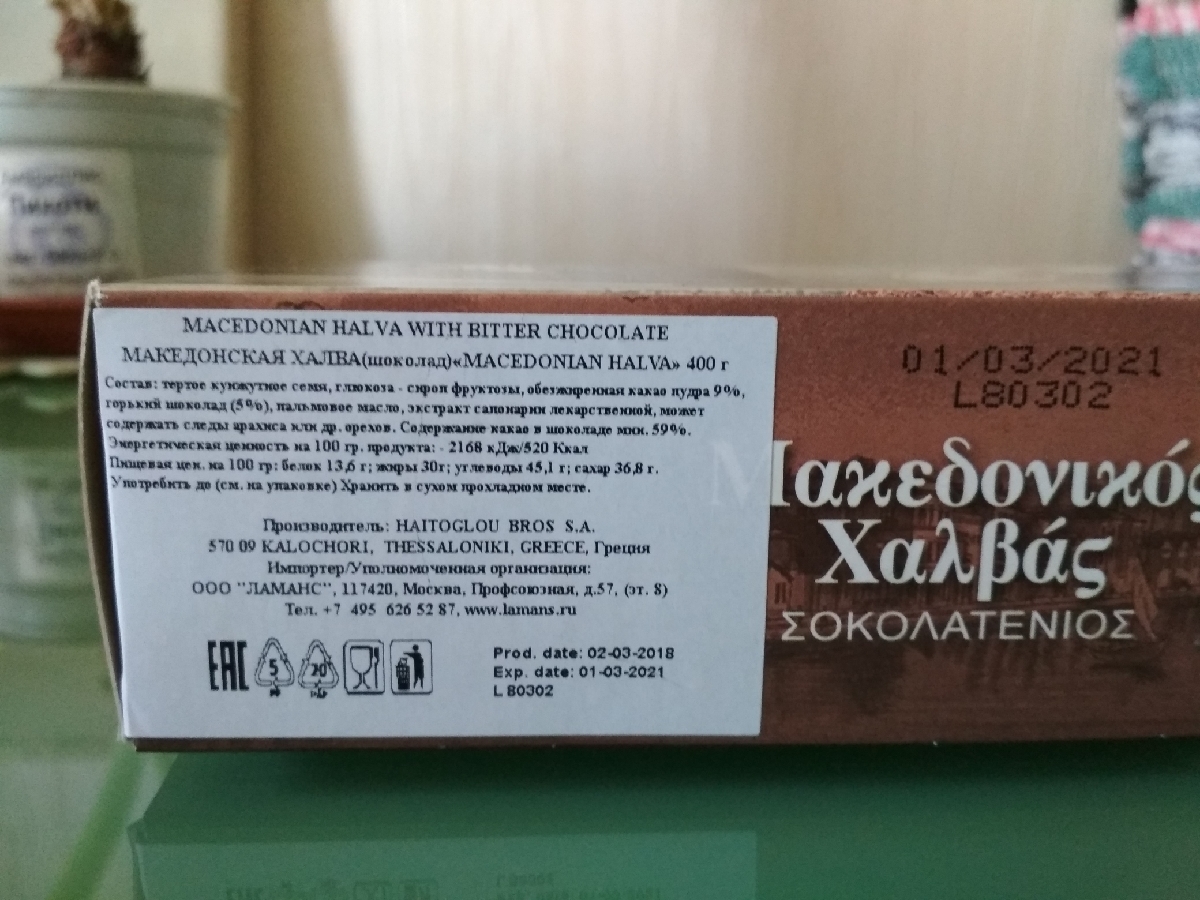 MACEDONIAN HALVA WITH BITTER CHOCOLATE
МАКЕДОНСКАЯ ХАЛВА(шоколад)«MACEDONIAN HALVA» 400 г
Состав: тертое кунжутное семя, глюкоза - сироп фруктозы, обезжиренная какао пудра 9%,
горький шоколад (5%), пальмовое масло, экстракт сапонарии лекарственной, может
содержать следы арахиса или др. орехов. Содержание какао в шоколаде мин. 59%.
Энергетическая ценность на 100 гр. продукта: - 2168 кДж/520 Ккал
Пищевая цен. на 100 гр: белок 13,6 г; жиры 30г; углеводы 45,1 г; сахар 36,8 г.
Употребить до (см. на упаковке) Хранить в сухом прохладном месте.
Производитель: HAITOGLOU BROS S.A.
570 09 KALOCHORI, THESSALONIKI, GREECE, Греция
Импортер/Уполномоченная организация:
ООО "ЛАМАНС", 117420, Москва, Профсоюзная, д.57, (эт. 8)
Тел. +7 495 626 52 87, www.lamans.ru
EAC 5 20
Prod. date: 02-03-2018
Exp. date: 01-03-2021
L 80302
01/03/2021
L80302
Μακεδονικός
Χαλβάς
ΣΟΚΟΛΑΤΕΝΙΟΣ